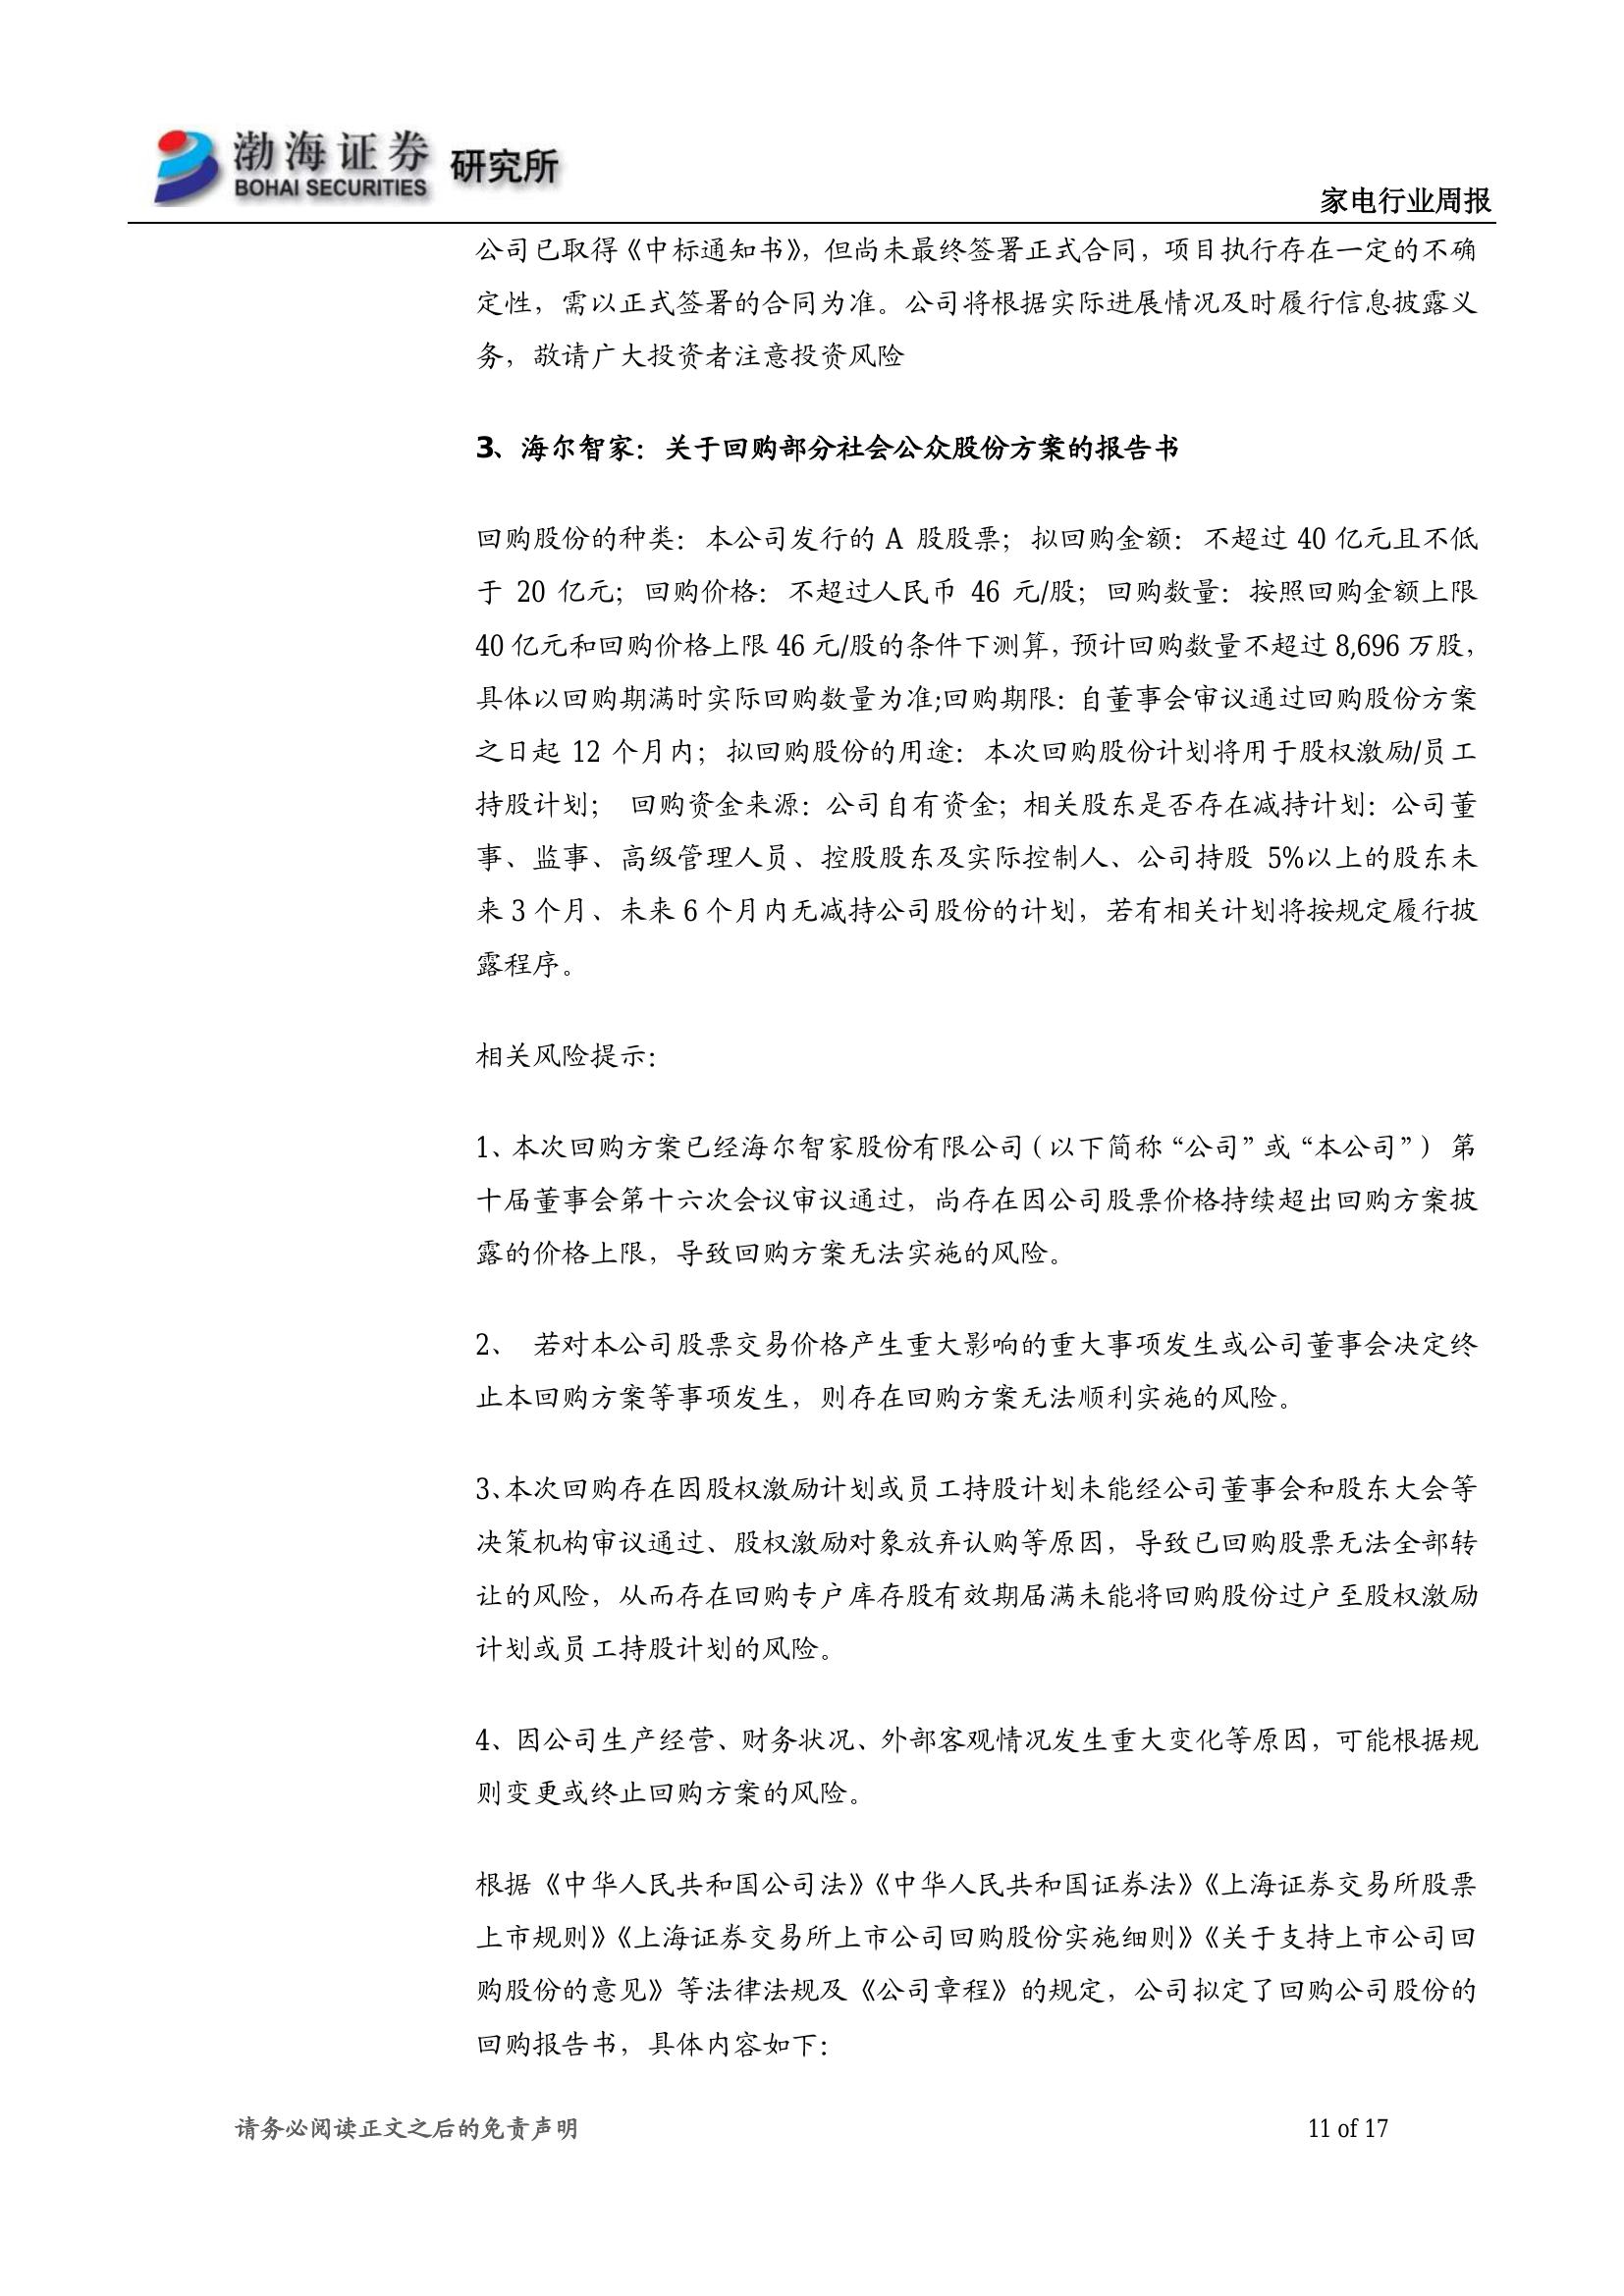 渤海证券 研究所
BOHAI SECURITIES
家电行业周报
公司已取得《中标通知书》，但尚未最终签署正式合同，项目执行存在一定的不确
定性，需以正式签署的合同为准。公司将根据实际进展情况及时履行信息披露义
务，敬请广大投资者注意投资风险
3、海尔智家：关于回购部分社会公众股份方案的报告书
回购股份的种类：本公司发行的 A 股股票；拟回购金额：不超过 40 亿元且不低
于 20 亿元；回购价格：不超过人民币 46 元/股；回购数量：按照回购金额上限
40 亿元和回购价格上限 46 元/股的条件下测算，预计回购数量不超过 8,696 万股，
具体以回购期满时实际回购数量为准;回购期限：自董事会审议通过回购股份方案
之日起 12 个月内；拟回购股份的用途：本次回购股份计划将用于股权激励/员工
持股计划； 回购资金来源：公司自有资金；相关股东是否存在减持计划：公司董
事、监事、高级管理人员、控股股东及实际控制人、公司持股 5%以上的股东未
来 3 个月、未来 6 个月内无减持公司股份的计划，若有相关计划将按规定履行披
露程序。
相关风险提示：
1、本次回购方案已经海尔智家股份有限公司（以下简称“公司”或“本公司”） 第
十届董事会第十六次会议审议通过，尚存在因公司股票价格持续超出回购方案披
露的价格上限，导致回购方案无法实施的风险。
2、 若对本公司股票交易价格产生重大影响的重大事项发生或公司董事会决定终
止本回购方案等事项发生，则存在回购方案无法顺利实施的风险。
3、本次回购存在因股权激励计划或员工持股计划未能经公司董事会和股东大会等
决策机构审议通过、股权激励对象放弃认购等原因，导致已回购股票无法全部转
让的风险，从而存在回购专户库存股有效期届满未能将回购股份过户至股权激励
计划或员工持股计划的风险。
4、因公司生产经营、财务状况、外部客观情况发生重大变化等原因，可能根据规
则变更或终止回购方案的风险。
根据《中华人民共和国公司法》《中华人民共和国证券法》《上海证券交易所股票
上市规则》《上海证券交易所上市公司回购股份实施细则》《关于支持上市公司回
购股份的意见》等法律法规及《公司章程》的规定，公司拟定了回购公司股份的
回购报告书，具体内容如下：
请务必阅读正文之后的免责声明
11 of 17